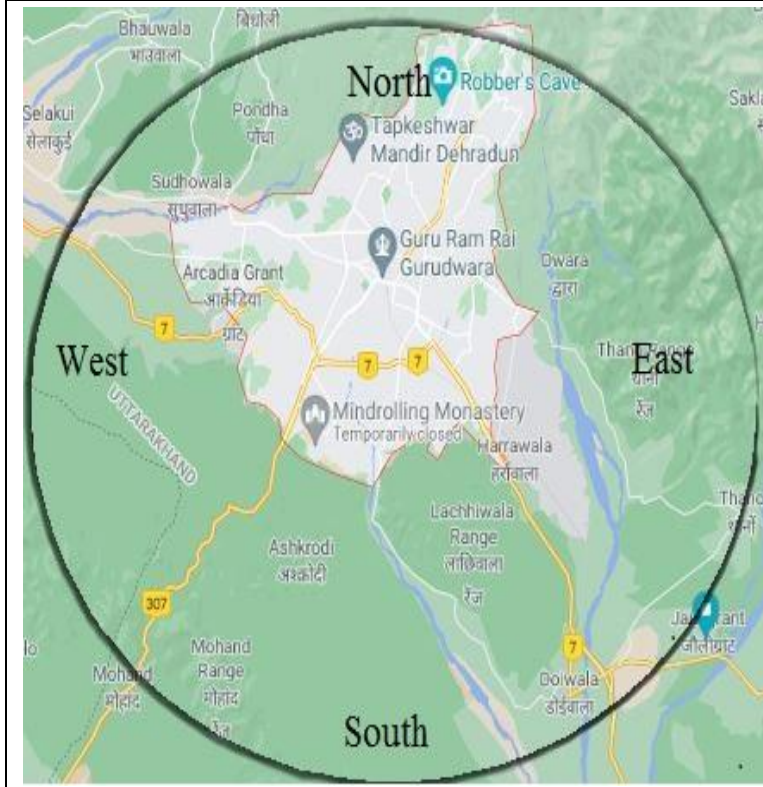 बिधोली
Bhauwala
भाउवाला
North
Robber's Cave
Selakui
सेलाकुई
Pondha
पौंधा
Tapkeshwar
Mandir Dehradun
Sudhowala
Guru Ram Rai
Gurudwara
Dwara
द्वारा
Arcadia Grant
आर्केडिया
ग्रांट
7
West
7
7
East
रेंज
UTTARAKHAND
Mindrolling Monastery
Temporarily closed
Harrawala
हर्रावाला
Lachhiwala
Range
लाछिवाला
रेंज
थानों
Ashkrodi
अश्कोदी
307
जौलीग्रांट
Mohand
Range
मोहांद
रेंज
7
Mohand
मोहांद
Doiwala
डोईवाला
South